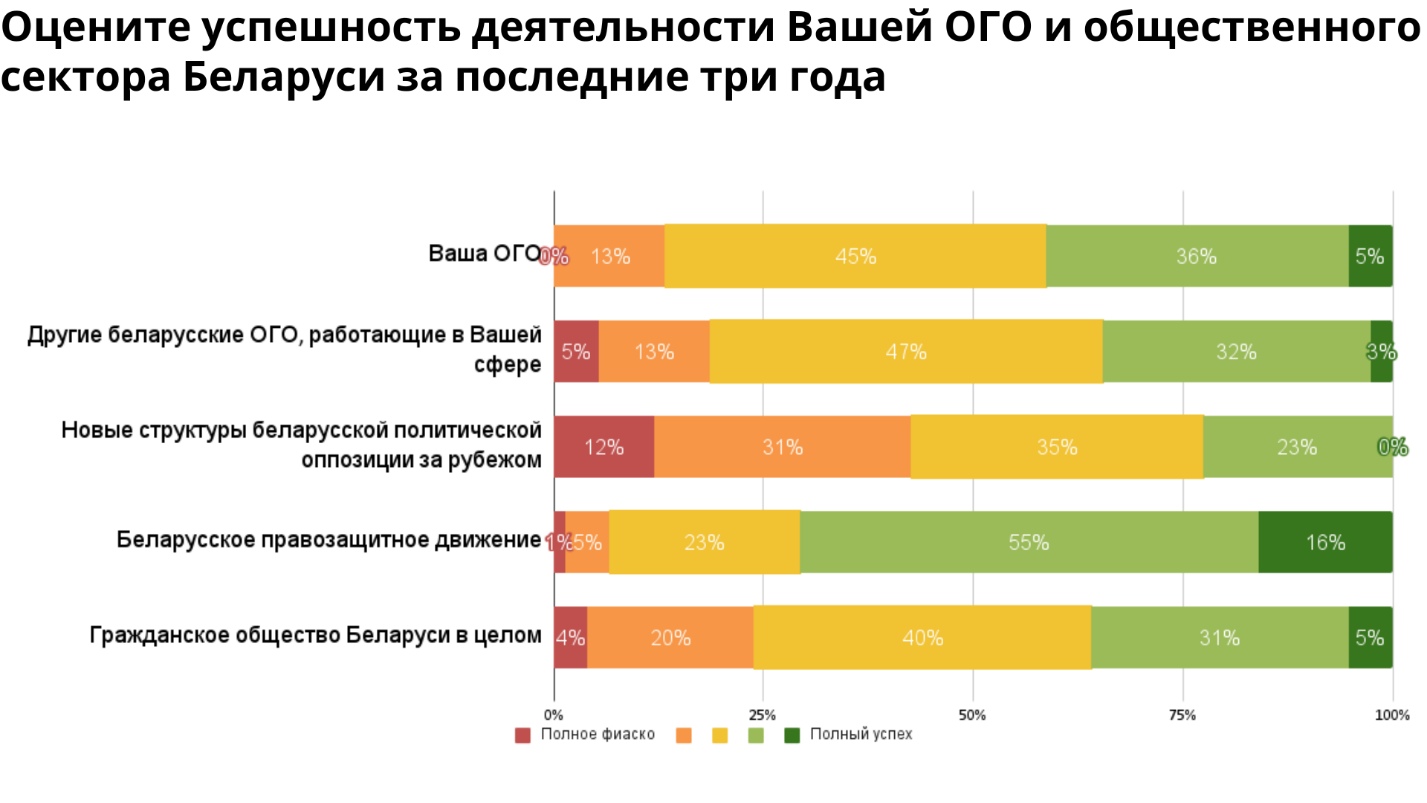 Оцените успешность деятельности Вашей ОГО и общественного
сектора Беларуси за последние три года
Ваша ОГО 0% 13% 45% 36% 5%
Другие беларусские ОГО, работающие в Вашей
сфере
5% 13% 47% 32% 3%
Новые структуры беларусской политической
оппозиции за рубежом
12% 31% 35% 23% 0%
Беларусское правозащитное движение 1% 5% 23% 55% 16%
Гражданское общество Беларуси в целом 4% 20% 40% 31% 5%
0% 25% 50% 75% 100%
Полное фиаско Полный успех